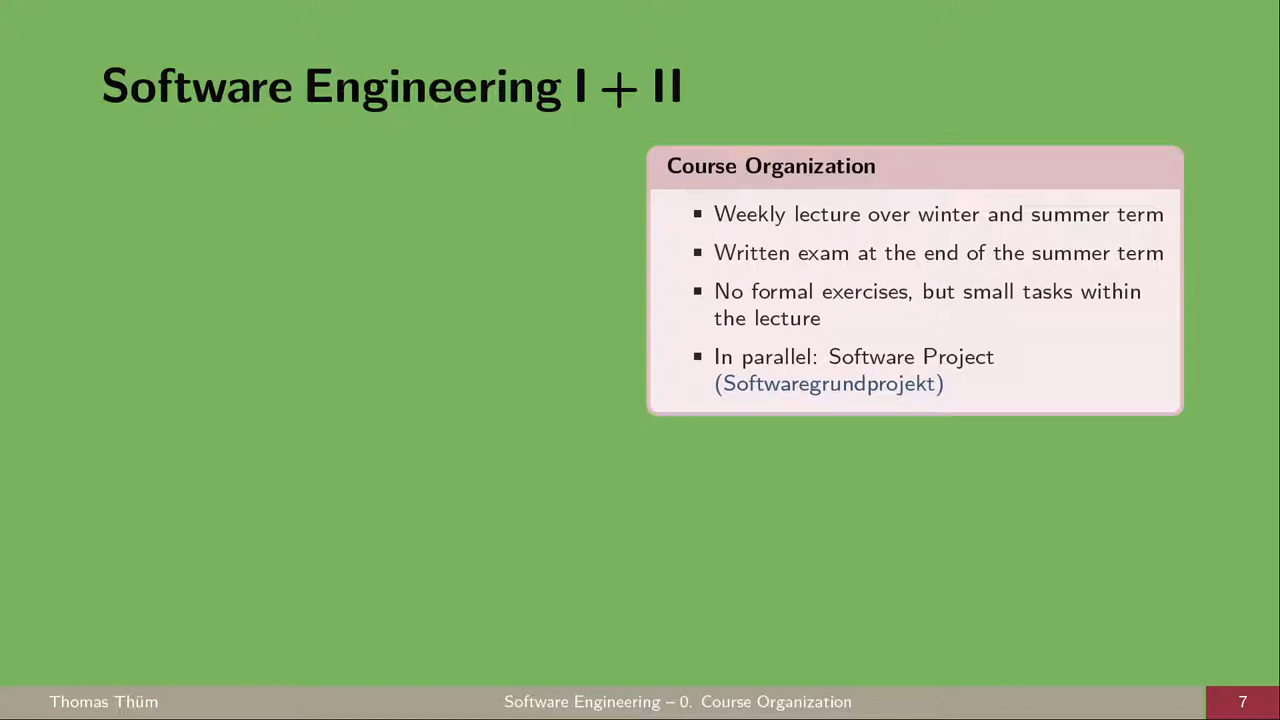 Software Engineering I + II
Course Organization
▪ Weekly lecture over winter and summer term
▪ Written exam at the end of the summer term
▪ No formal exercises, but small tasks within
the lecture
▪ In parallel: Software Project
(Softwaregrundprojekt)
Thomas Thüm
Software Engineering – 0. Course Organization
7